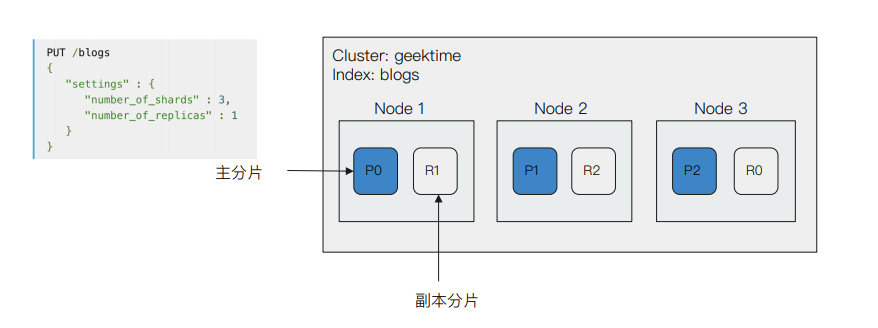 PUT /blogs
{
"settings" : {
"number_of_shards" : 3,
"number_of_replicas" : 1
}
}
主分片
Cluster: geektime
Index: blogs
Node 1
Node 2
Node 3
P0
R1
P1
R2
P2
R0
副本分片